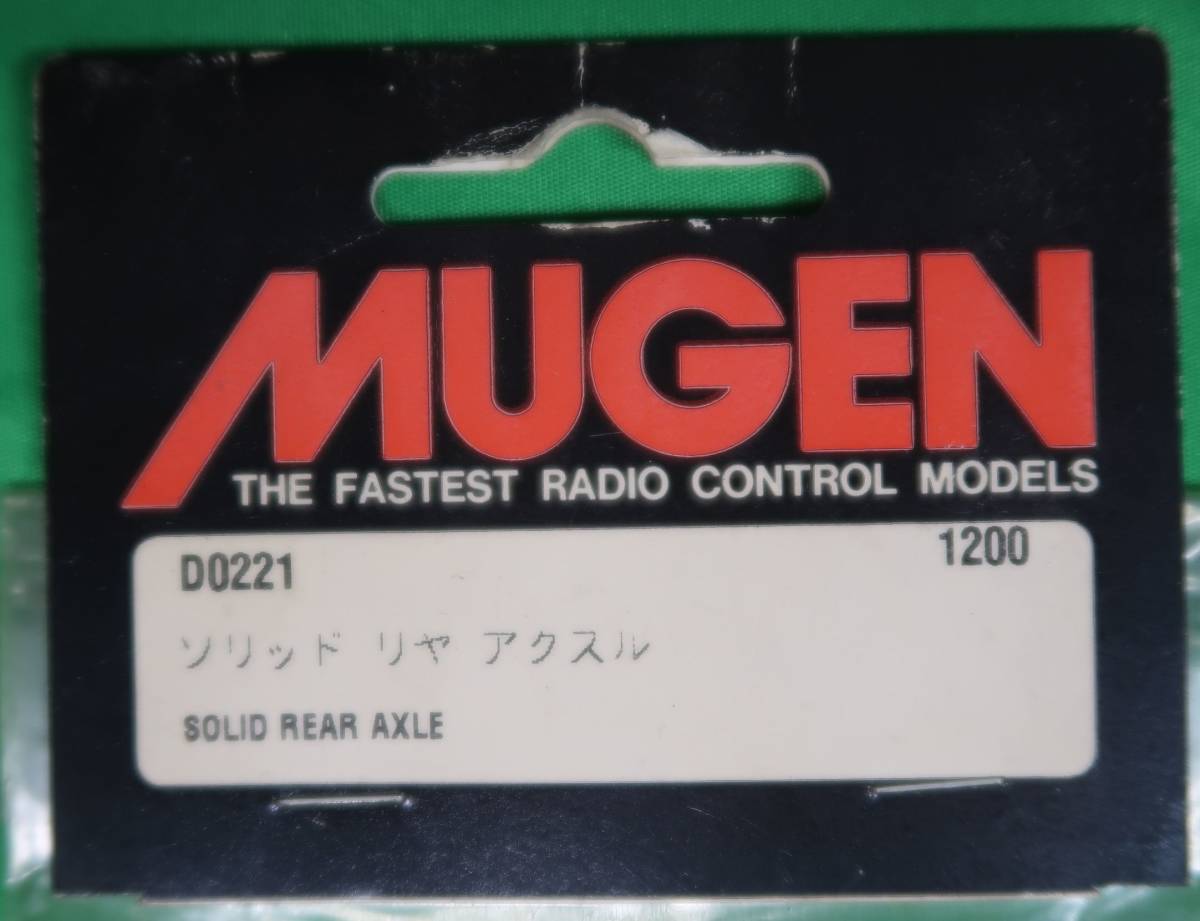 MUGEN
THE FASTEST RADIO CONTROL MODELS
D0221 1200
ソリッド リヤ アクスル
SOLID REAR AXLE